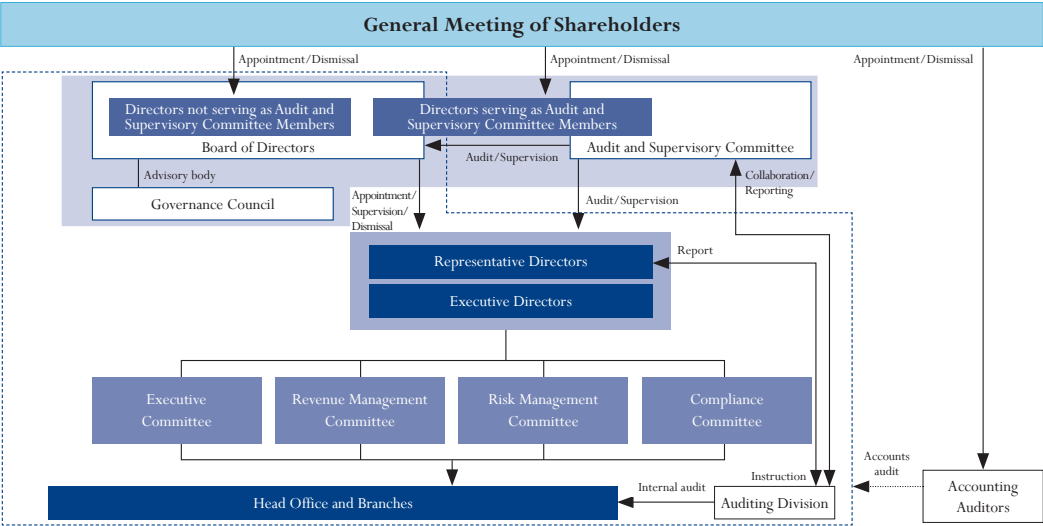 General Meeting of Shareholders
Appointment/Dismissal
Appointment/Dismissal
Appointment/Dismissal
Directors not serving as Audit and
Supervisory Committee Members
Directors serving as Audit and
Supervisory Committee Members
Board of Directors
Audit/Supervision
Audit and Supervisory Committee
Advisory body
Governance Council
Appointment/
Supervision/
Dismissal
Audit/Supervision
Collaboration/
Reporting
Representative Directors
Report
Executive Directors
Executive
Committee
Revenue Management
Committee
Risk Management
Committee
Compliance
Committee
Head Office and Branches
Internal audit
Instruction
Auditing Division
Accounts
audit
Accounting
Auditors